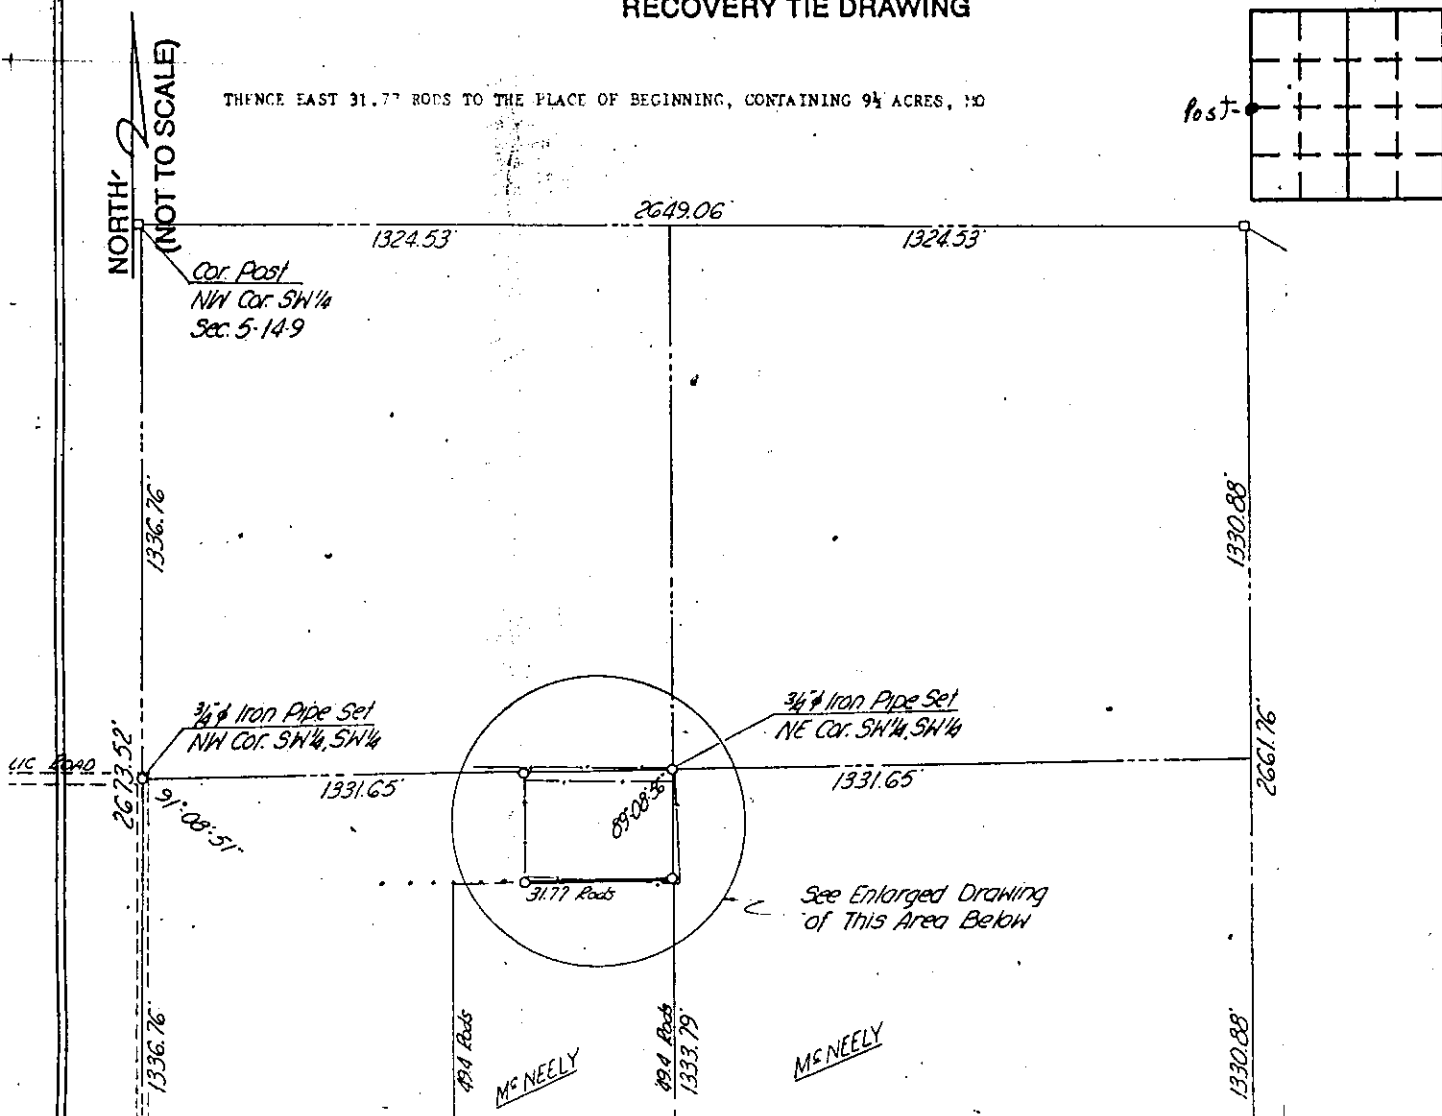 RECOVERY TIE DRAWING
NORTH
(NOT TO SCALE)
THENCE EAST 31.77 RODS TO THE PLACE OF BEGINNING, CONTAINING 9½ ACRES, MO
Post-
2649.06'
1324.53'
1324.53'
Cor. Post
NW Cor. SW¼
Sec. 5-14-9
1336.76'
1330.88'
¾"ϕ Iron Pipe Set
NW Cor. SW¼, SW¼
¾"ϕ Iron Pipe Set
NE Cor. SW¼, SW¼
LIC ROAD
2673.52'
2661.76'
1331.65'
1331.65'
91°-08'-51"
89°-08'-56"
31.77 Rods
See Enlarged Drawing
of This Area Below
1336.76'
49.4 Rods
McNEELY
49.4 Rods
1333.79'
McNEELY
1330.88'